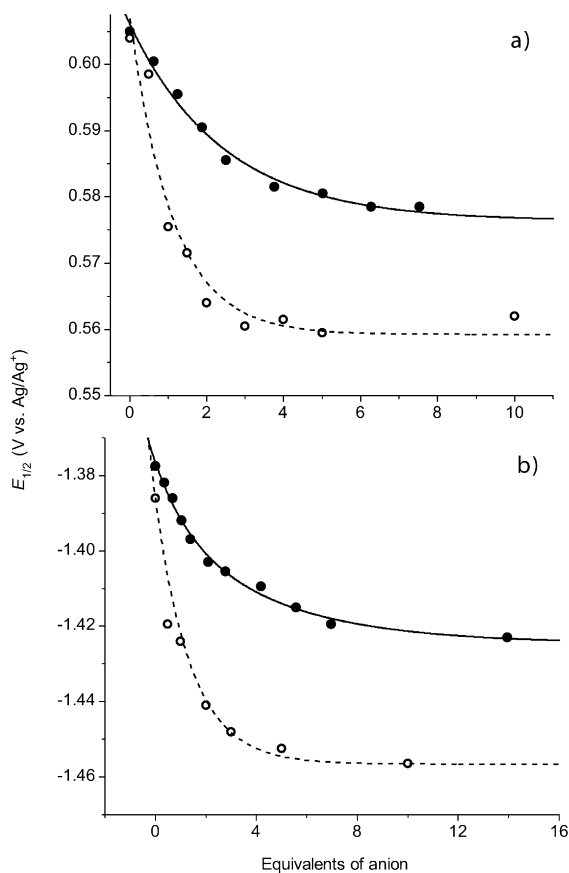 a)
0.60
0.59
0.58
0.57
0.56
0.55
0 2 4 6 8 10
E1/2 (V vs. Ag/Ag+)
b)
-1.38
-1.40
-1.42
-1.44
-1.46
0 4 8 12 16
Equivalents of anion